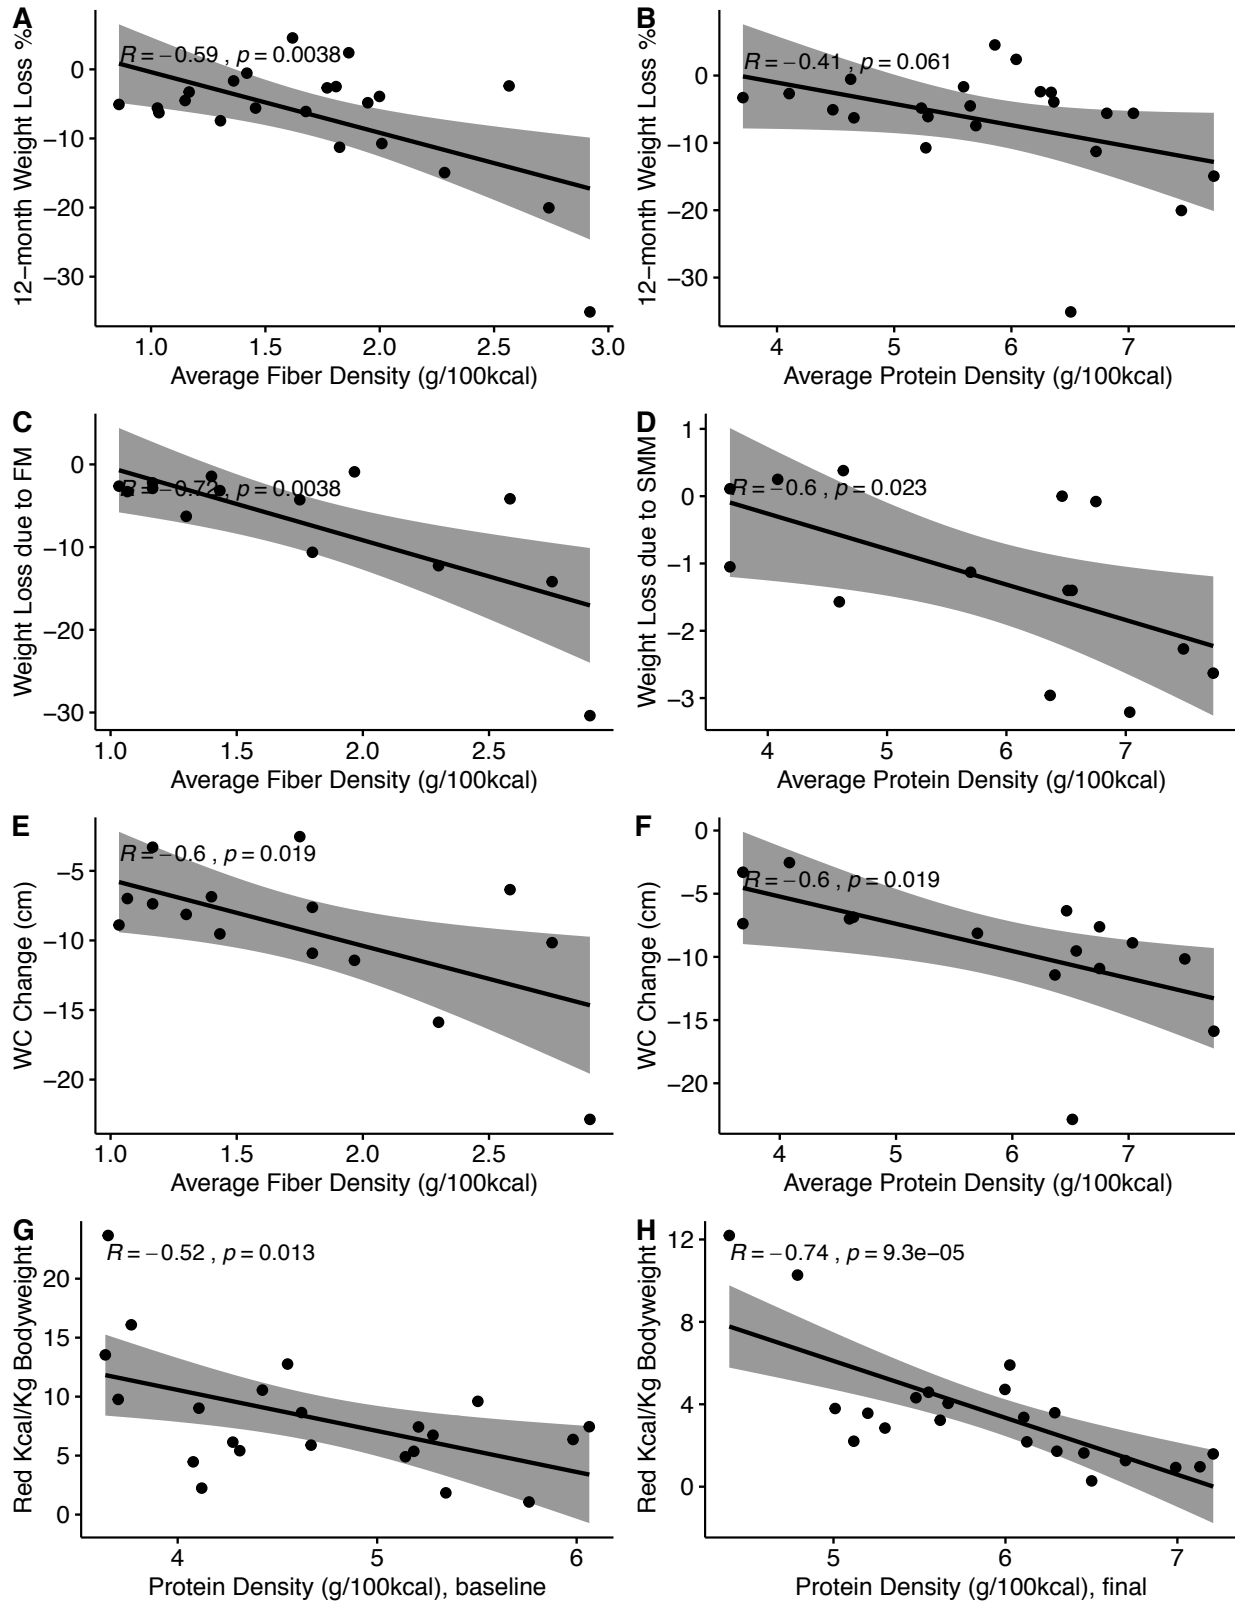 A
12−month Weight Loss %
R = −0.59 , p = 0.0038
0
−10
−20
−30
1.0 1.5 2.0 2.5 3.0
Average Fiber Density (g/100kcal)
B
12−month Weight Loss %
R = −0.41 , p = 0.061
0
−10
−20
−30
4 5 6 7
Average Protein Density (g/100kcal)
C
Weight Loss due to FM
R = −0.72 , p = 0.0038
0
−10
−20
−30
1.0 1.5 2.0 2.5
Average Fiber Density (g/100kcal)
D
Weight Loss due to SMM
R = −0.6 , p = 0.023
1
0
−1
−2
−3
4 5 6 7
Average Protein Density (g/100kcal)
E
WC Change (cm)
R = −0.6 , p = 0.019
−5
−10
−15
−20
1.0 1.5 2.0 2.5
Average Fiber Density (g/100kcal)
F
WC Change (cm)
R = −0.6 , p = 0.019
0
−5
−10
−15
−20
4 5 6 7
Average Protein Density (g/100kcal)
G
Red Kcal/Kg Bodyweight
R = −0.52 , p = 0.013
20
15
10
5
0
4 5 6
Protein Density (g/100kcal), baseline
H
Red Kcal/Kg Bodyweight
R = −0.74 , p = 9.3e−05
12
8
4
0
5 6 7
Protein Density (g/100kcal), final